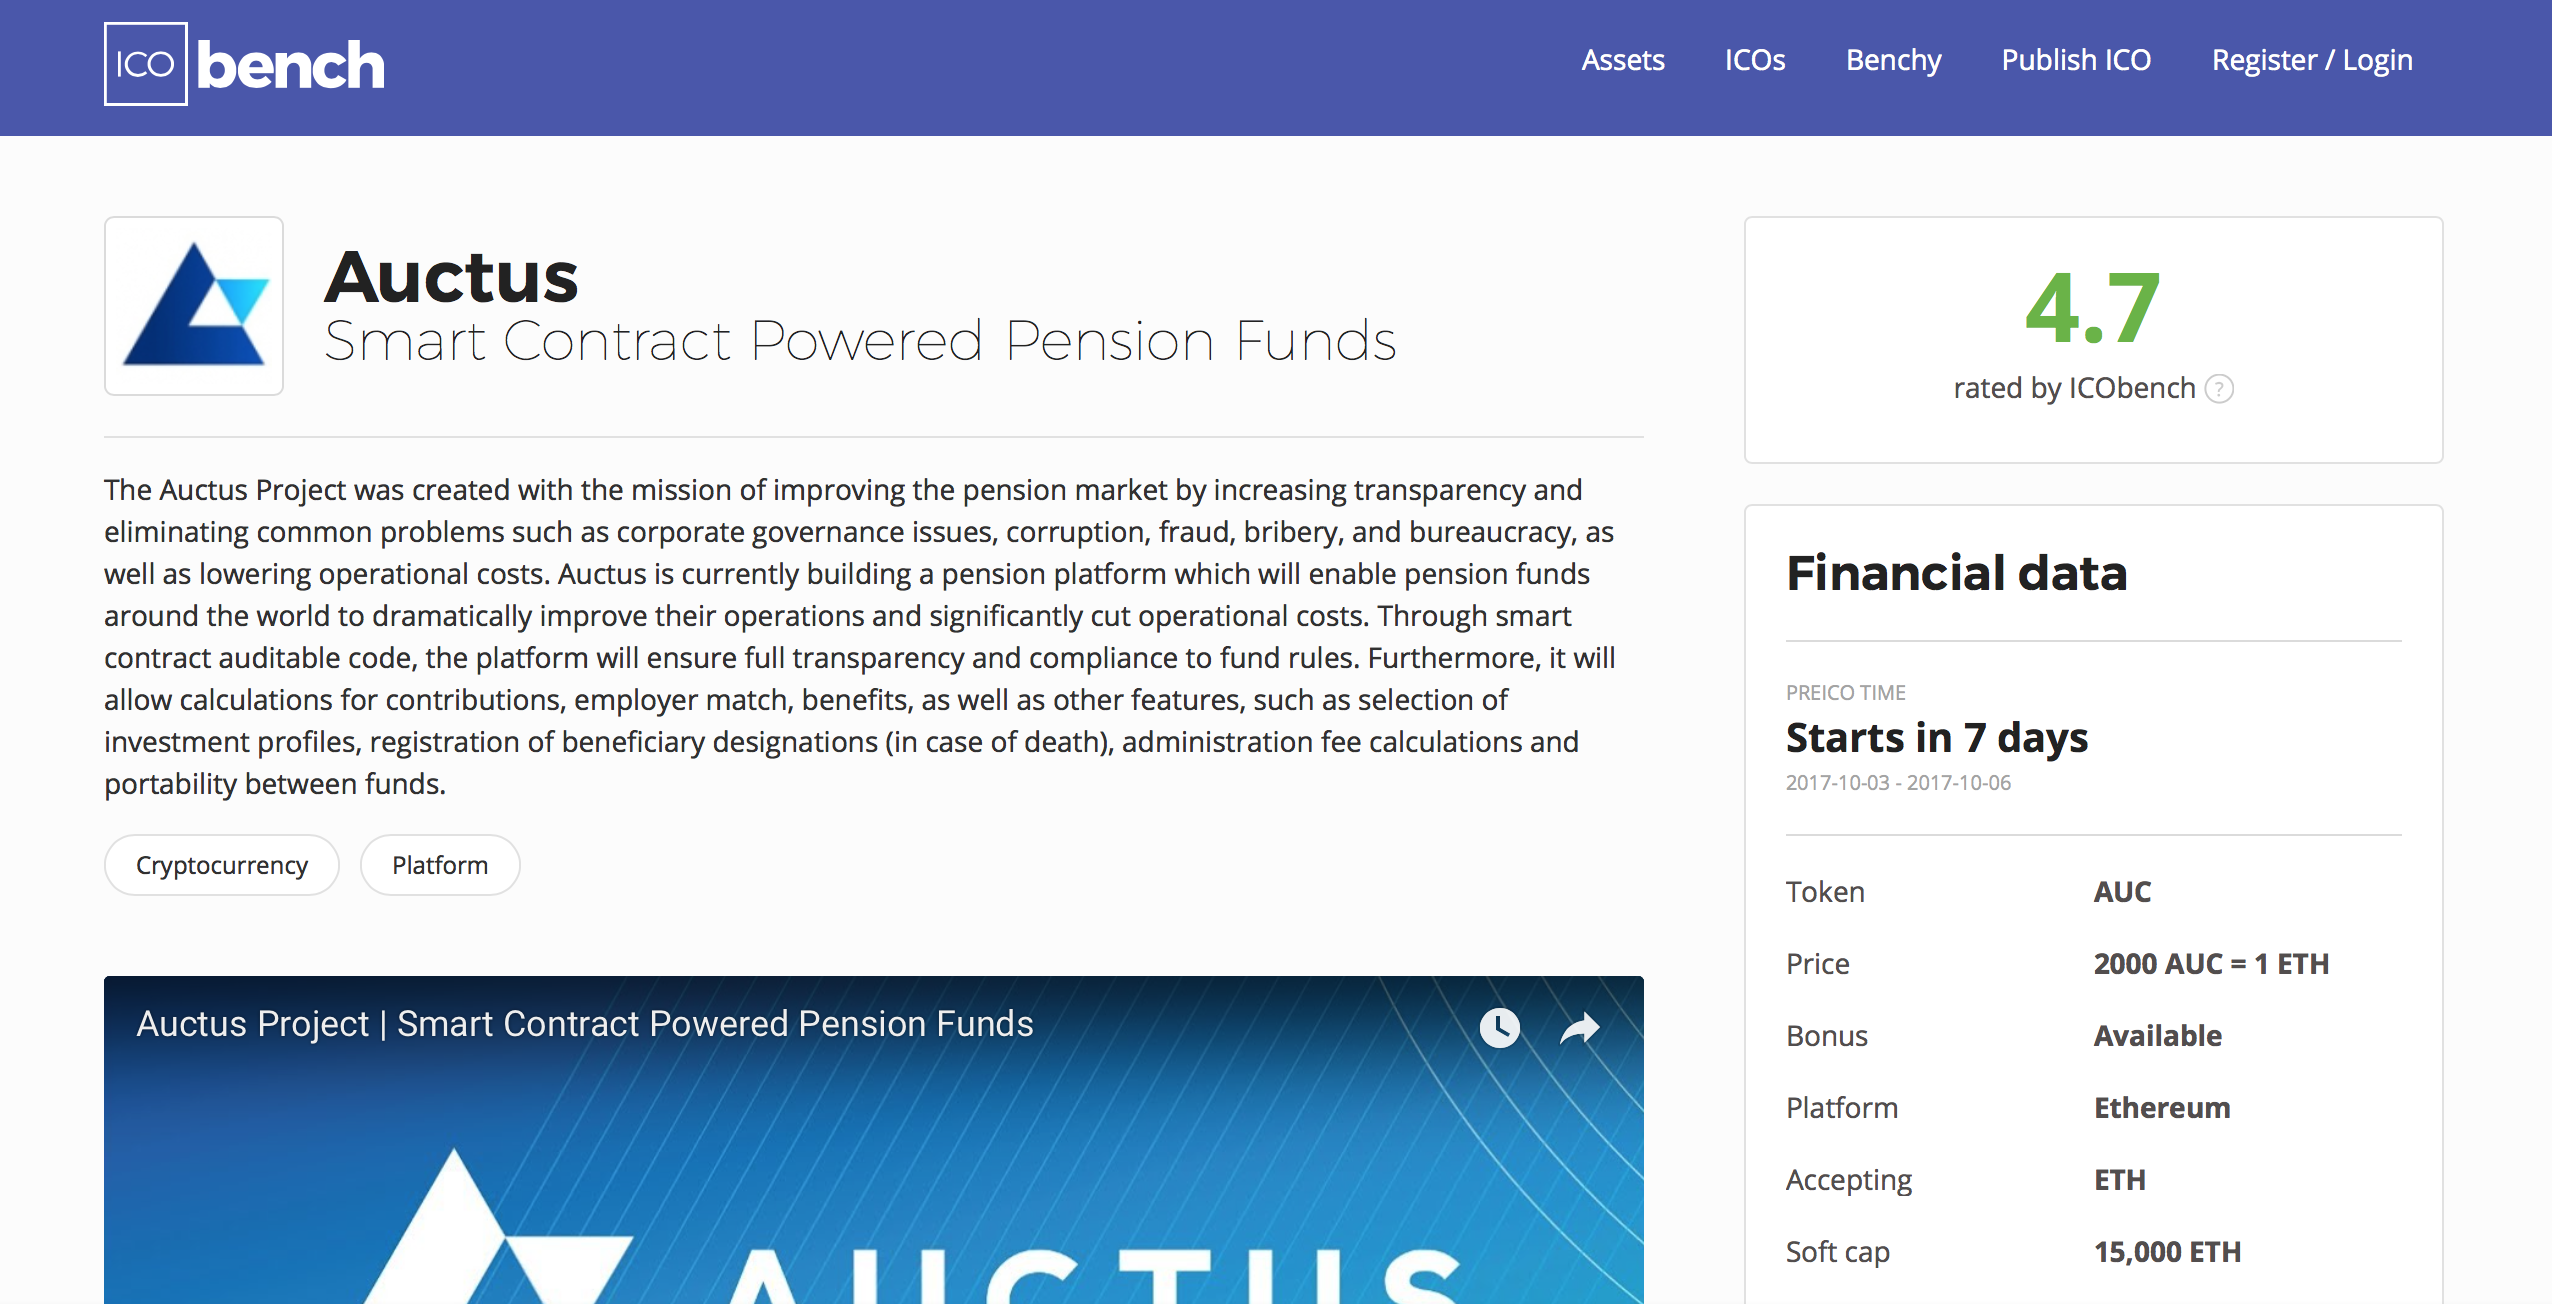 ICO bench
Assets ICOs Benchy Publish ICO Register / Login
Auctus
Smart Contract Powered Pension Funds
The Auctus Project was created with the mission of improving the pension market by increasing transparency and
eliminating common problems such as corporate governance issues, corruption, fraud, bribery, and bureaucracy, as
well as lowering operational costs. Auctus is currently building a pension platform which will enable pension funds
around the world to dramatically improve their operations and significantly cut operational costs. Through smart
contract auditable code, the platform will ensure full transparency and compliance to fund rules. Furthermore, it will
allow calculations for contributions, employer match, benefits, as well as other features, such as selection of
investment profiles, registration of beneficiary designations (in case of death), administration fee calculations and
portability between funds.
Cryptocurrency Platform
Auctus Project | Smart Contract Powered Pension Funds
AUCTUS
4.7
rated by ICObench ?
Financial data
PREICO TIME
Starts in 7 days
2017-10-03 - 2017-10-06
Token AUC
Price 2000 AUC = 1 ETH
Bonus Available
Platform Ethereum
Accepting ETH
Soft cap 15,000 ETH